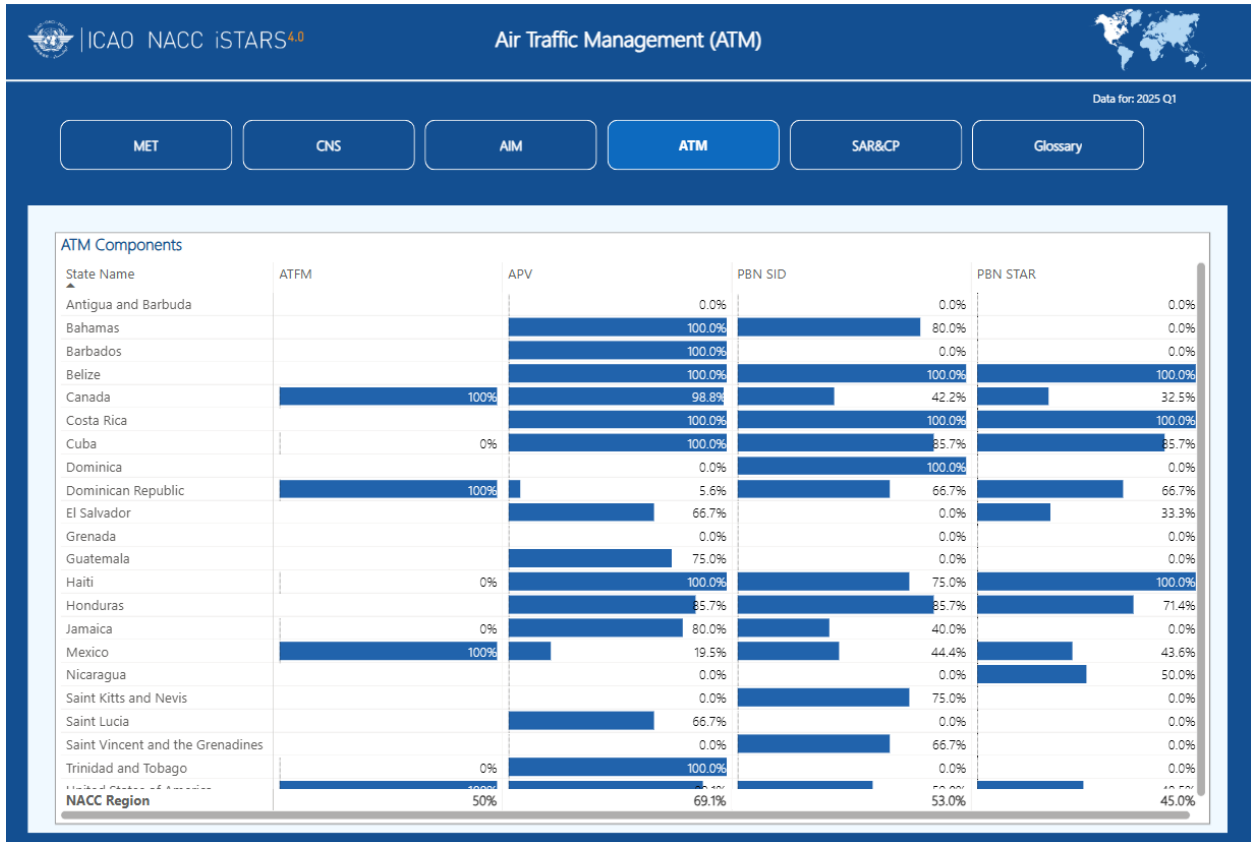 ICAO NACC iSTARS4.0
Air Traffic Management (ATM)
Data for: 2025 Q1
MET CNS AIM ATM SAR&CP Glossary
ATM Components
State Name ATFM APV PBN SID PBN STAR
Antigua and Barbuda 0.0% 0.0% 0.0%
Bahamas 100.0% 80.0% 0.0%
Barbados 100.0% 0.0% 0.0%
Belize 100.0% 100.0% 100.0%
Canada 100% 98.8% 42.2% 32.5%
Costa Rica 100.0% 100.0% 100.0%
Cuba 0% 100.0% 85.7% 85.7%
Dominica 0.0% 100.0% 0.0%
Dominican Republic 100% 5.6% 66.7% 66.7%
El Salvador 66.7% 0.0% 33.3%
Grenada 0.0% 0.0% 0.0%
Guatemala 75.0% 0.0% 0.0%
Haiti 0% 100.0% 75.0% 100.0%
Honduras 85.7% 85.7% 71.4%
Jamaica 0% 80.0% 40.0% 0.0%
Mexico 100% 19.5% 44.4% 43.6%
Nicaragua 0.0% 0.0% 50.0%
Saint Kitts and Nevis 0.0% 75.0% 0.0%
Saint Lucia 66.7% 0.0% 0.0%
Saint Vincent and the Grenadines 0.0% 66.7% 0.0%
Trinidad and Tobago 0% 100.0% 0.0% 0.0%
United States of America 100%
NACC Region 50% 69.1% 53.0% 45.0%